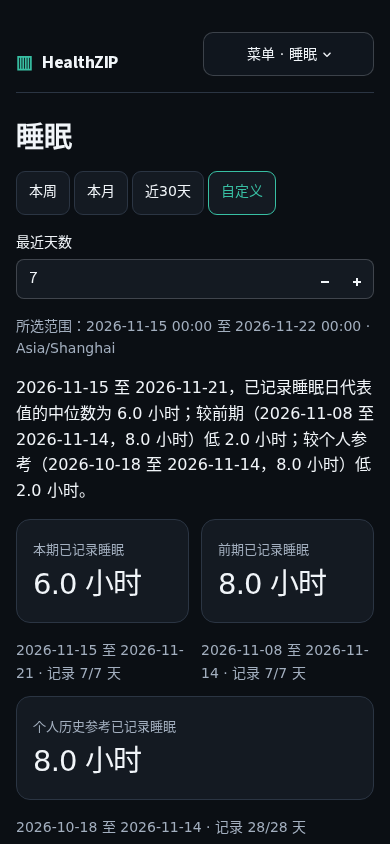 HealthZIP
菜单 · 睡眠
睡眠
本周
本月
近30天
自定义
最近天数
7
− +
所选范围：2026-11-15 00:00 至 2026-11-22 00:00 ·
Asia/Shanghai
2026-11-15 至 2026-11-21，已记录睡眠日代表
值的中位数为 6.0 小时；较前期（2026-11-08 至
2026-11-14，8.0 小时）低 2.0 小时；较个人参
考（2026-10-18 至 2026-11-14，8.0 小时）低
2.0 小时。
本期已记录睡眠
6.0 小时
2026-11-15 至 2026-11-
21 · 记录 7/7 天
前期已记录睡眠
8.0 小时
2026-11-08 至 2026-11-
14 · 记录 7/7 天
个人历史参考已记录睡眠
8.0 小时
2026-10-18 至 2026-11-14 · 记录 28/28 天